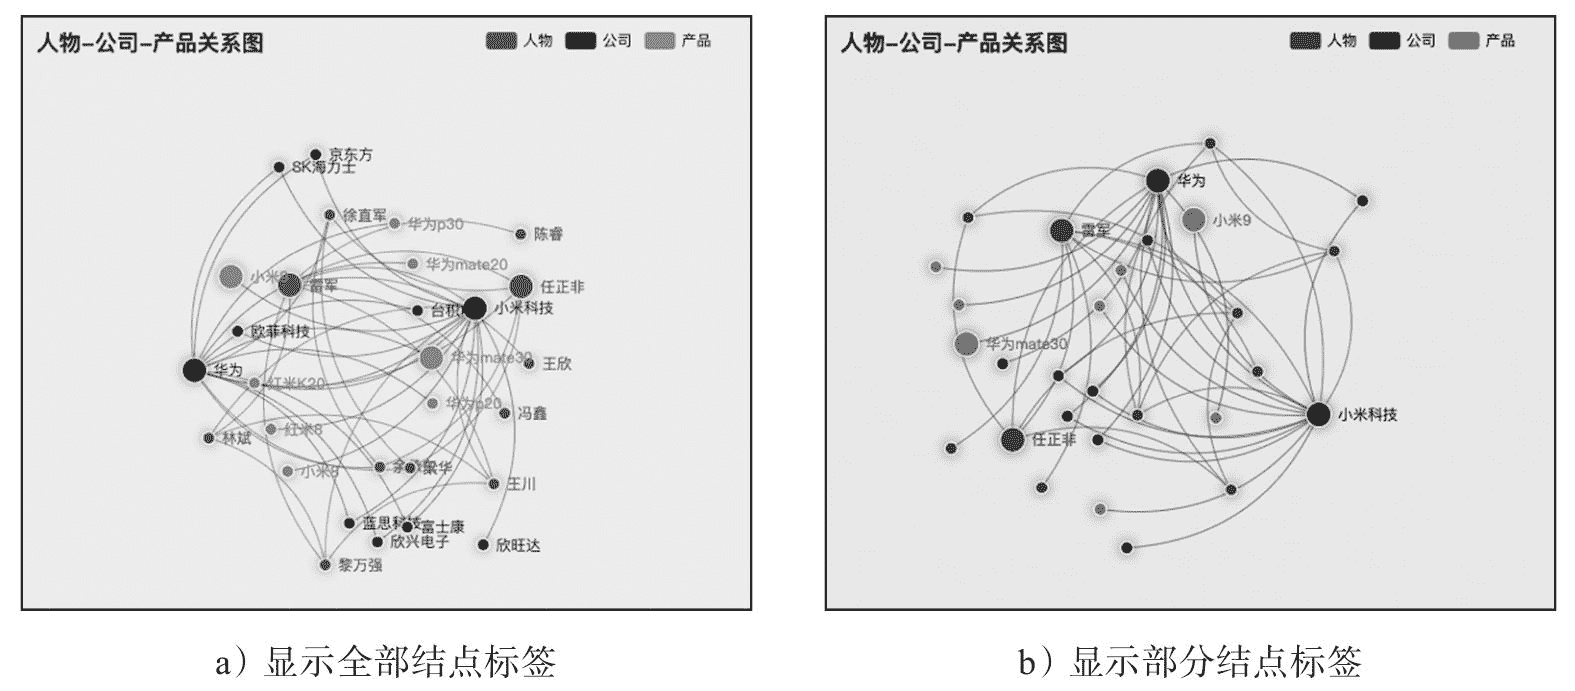 人物–公司–产品关系图
人物 公司 产品
京东方
SK海力士
徐直军
华为p30
陈睿
华为mate20
小米9
雷军
任正非
小米科技
欧菲科技
华为mate30
王欣
华为
红米K20
华为p20
冯鑫
林斌
红米8
小米8
王川
蓝思科技
富士康
欣兴电子
欣旺达
黎万强
a）显示全部结点标签
人物–公司–产品关系图
人物 公司 产品
华为
小米9
雷军
华为mate30
小米科技
任正非
b）显示部分结点标签